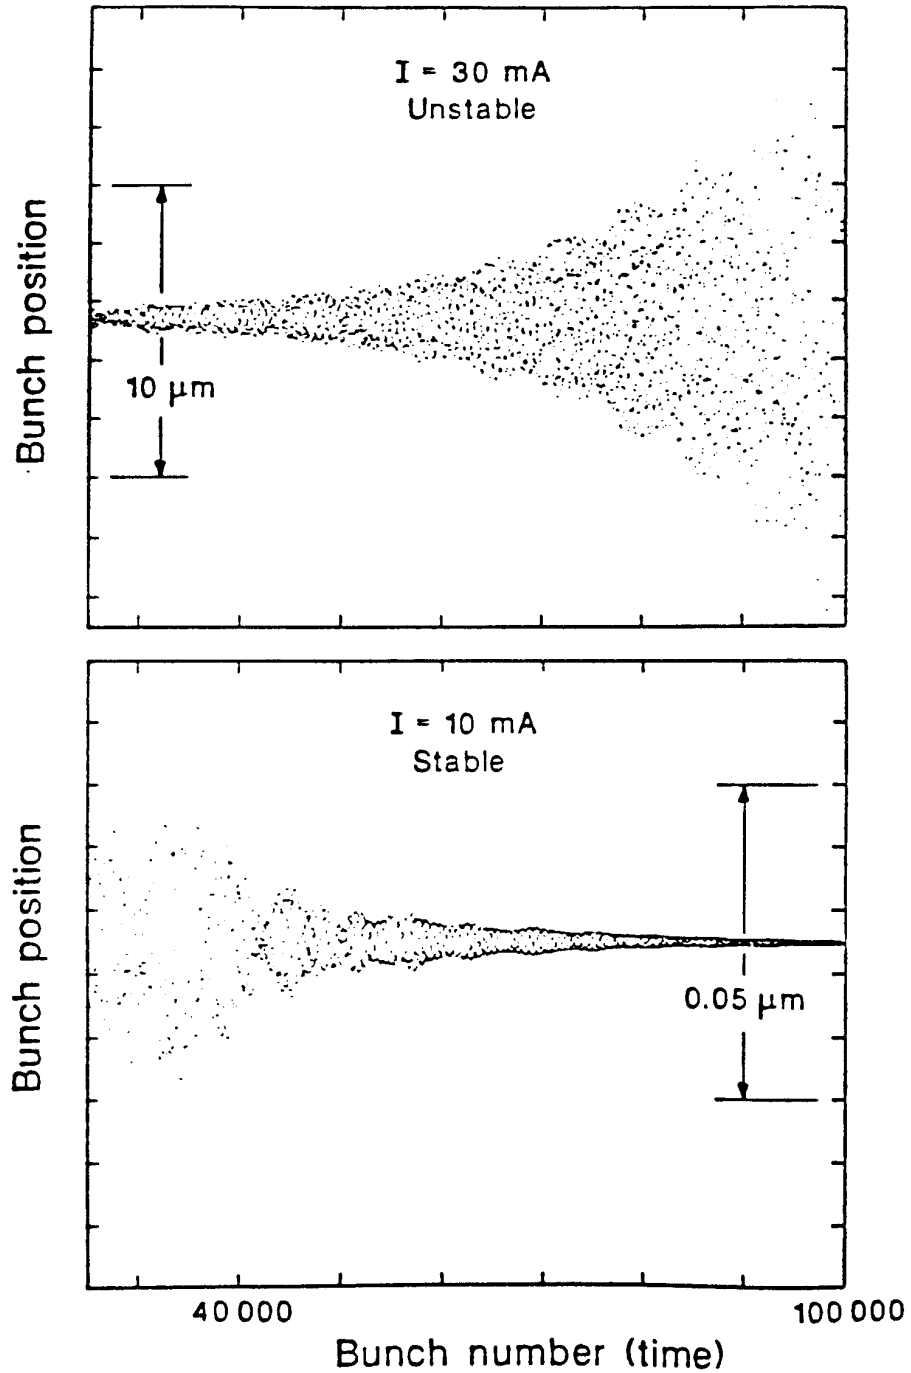 I = 30 mA
Unstable
Bunch position
10 μm
I = 10 mA
Stable
Bunch position
0.05 μm
40 000
100 000
Bunch number (time)